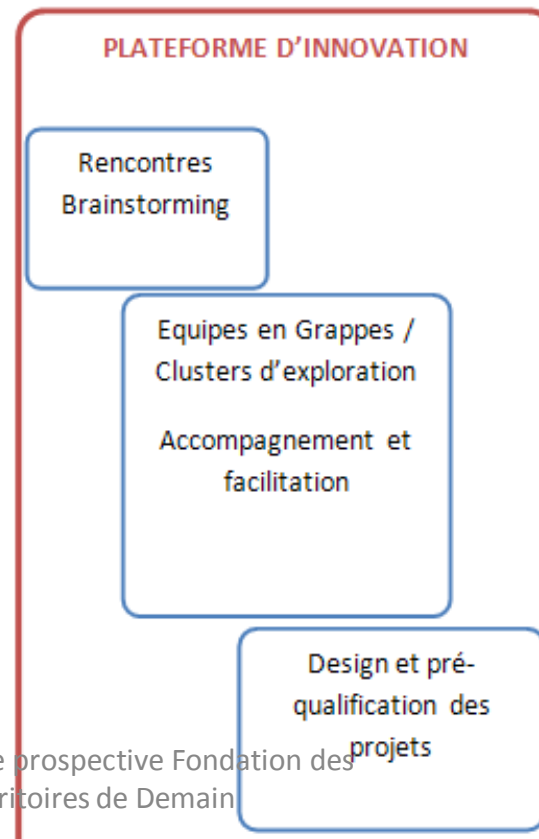 PLATEFORME D'INNOVATION
Rencontres
Brainstorming
Equipes en Grappes /
Clusters d'exploration
Accompagnement et
facilitation
Design et pré-
qualification des
projets
prospective Fondation des
de Demain